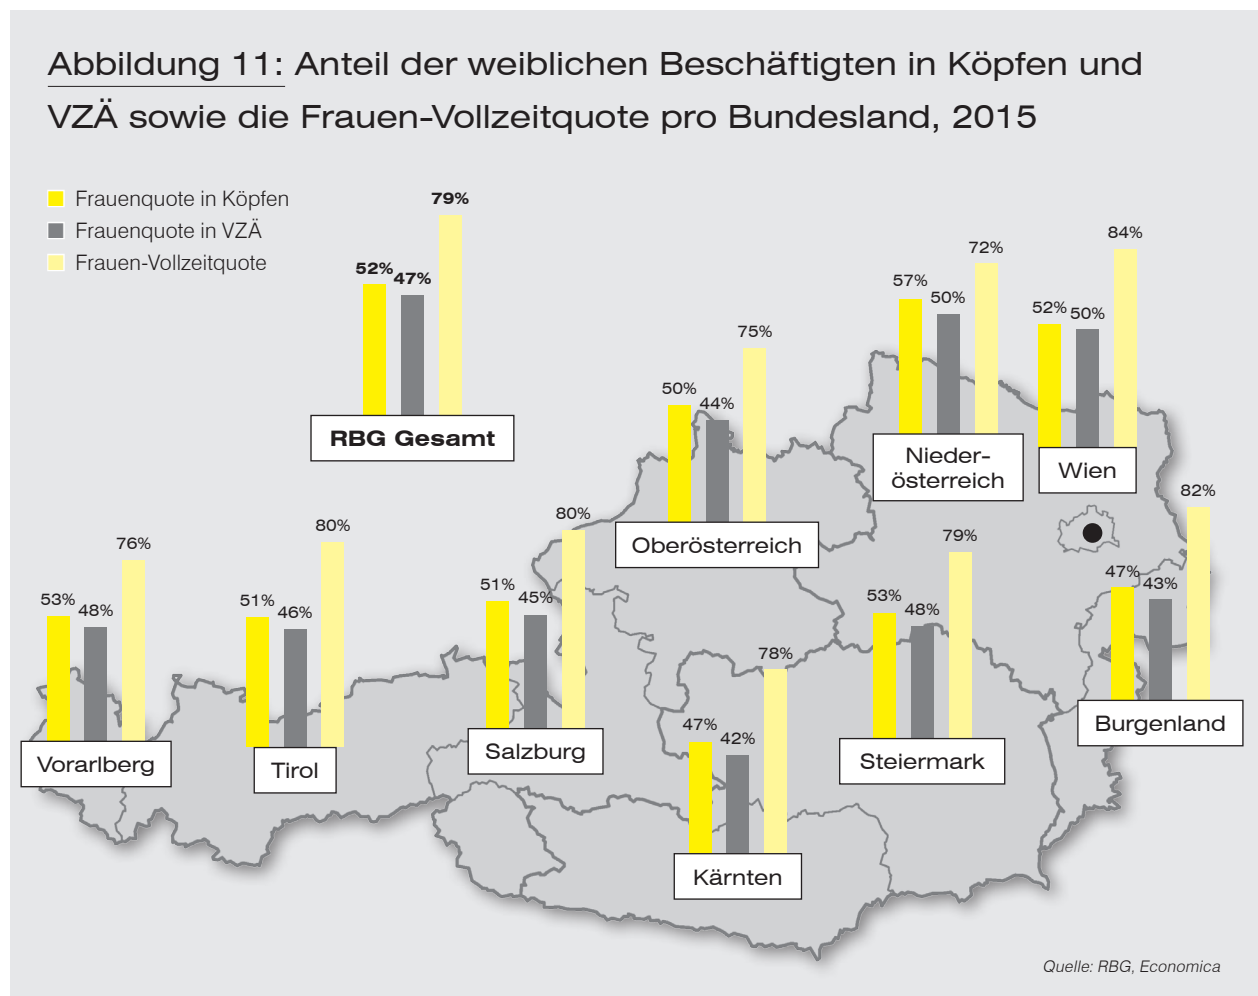 Abbildung 11: Anteil der weiblichen Beschäftigten in Köpfen und
VZÄ sowie die Frauen-Vollzeitquote pro Bundesland, 2015
Frauenquote in Köpfen
Frauenquote in VZÄ
Frauen-Vollzeitquote
52% 47% 79%
RBG Gesamt
50% 44% 75%
Oberösterreich
57% 50% 72%
Nieder-
österreich
52% 50% 84%
Wien
53% 48% 76%
Vorarlberg
51% 46% 80%
Tirol
51% 45% 80%
Salzburg
47% 42% 78%
Kärnten
53% 48% 79%
Steiermark
47% 43% 82%
Burgenland
Quelle: RBG, Economica